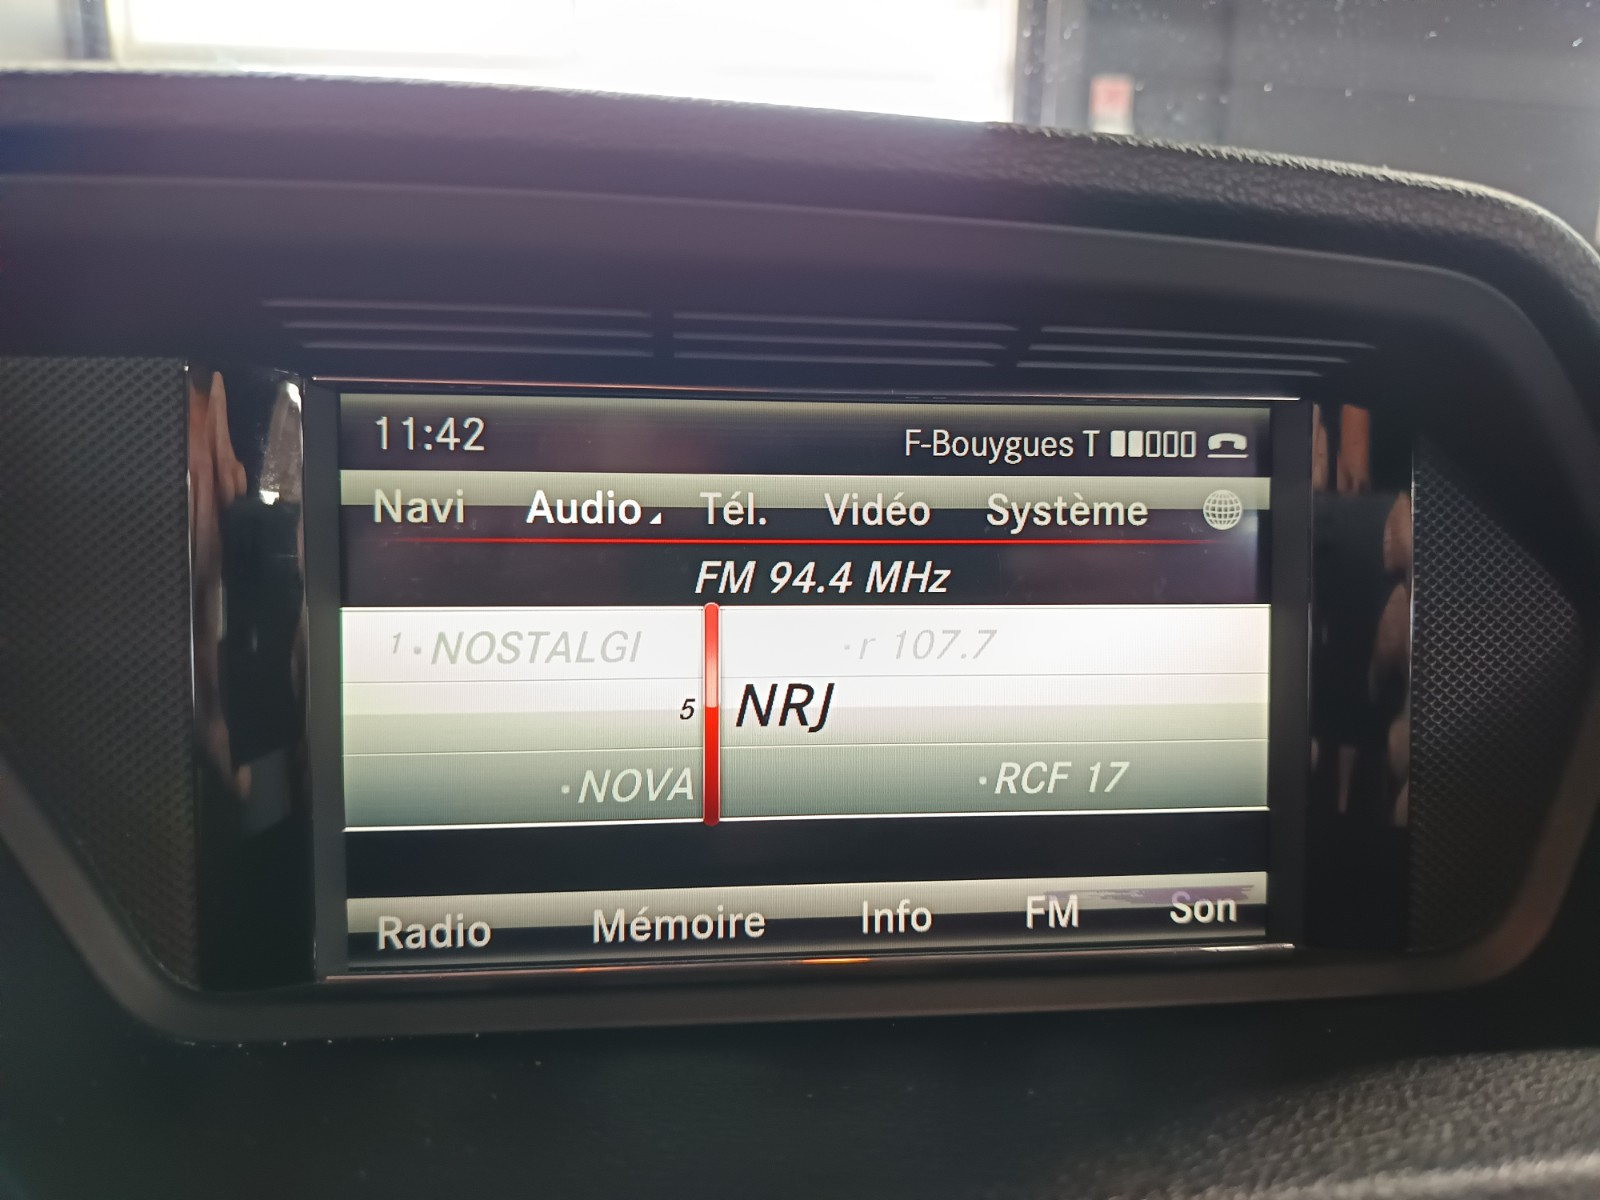 11:42 F-Bouygues T
Navi Audio Tél. Vidéo Système
FM 94.4 MHz
1 · NOSTALGI · r 107.7
5 NRJ
· NOVA · RCF 17
Radio Mémoire Info FM Son